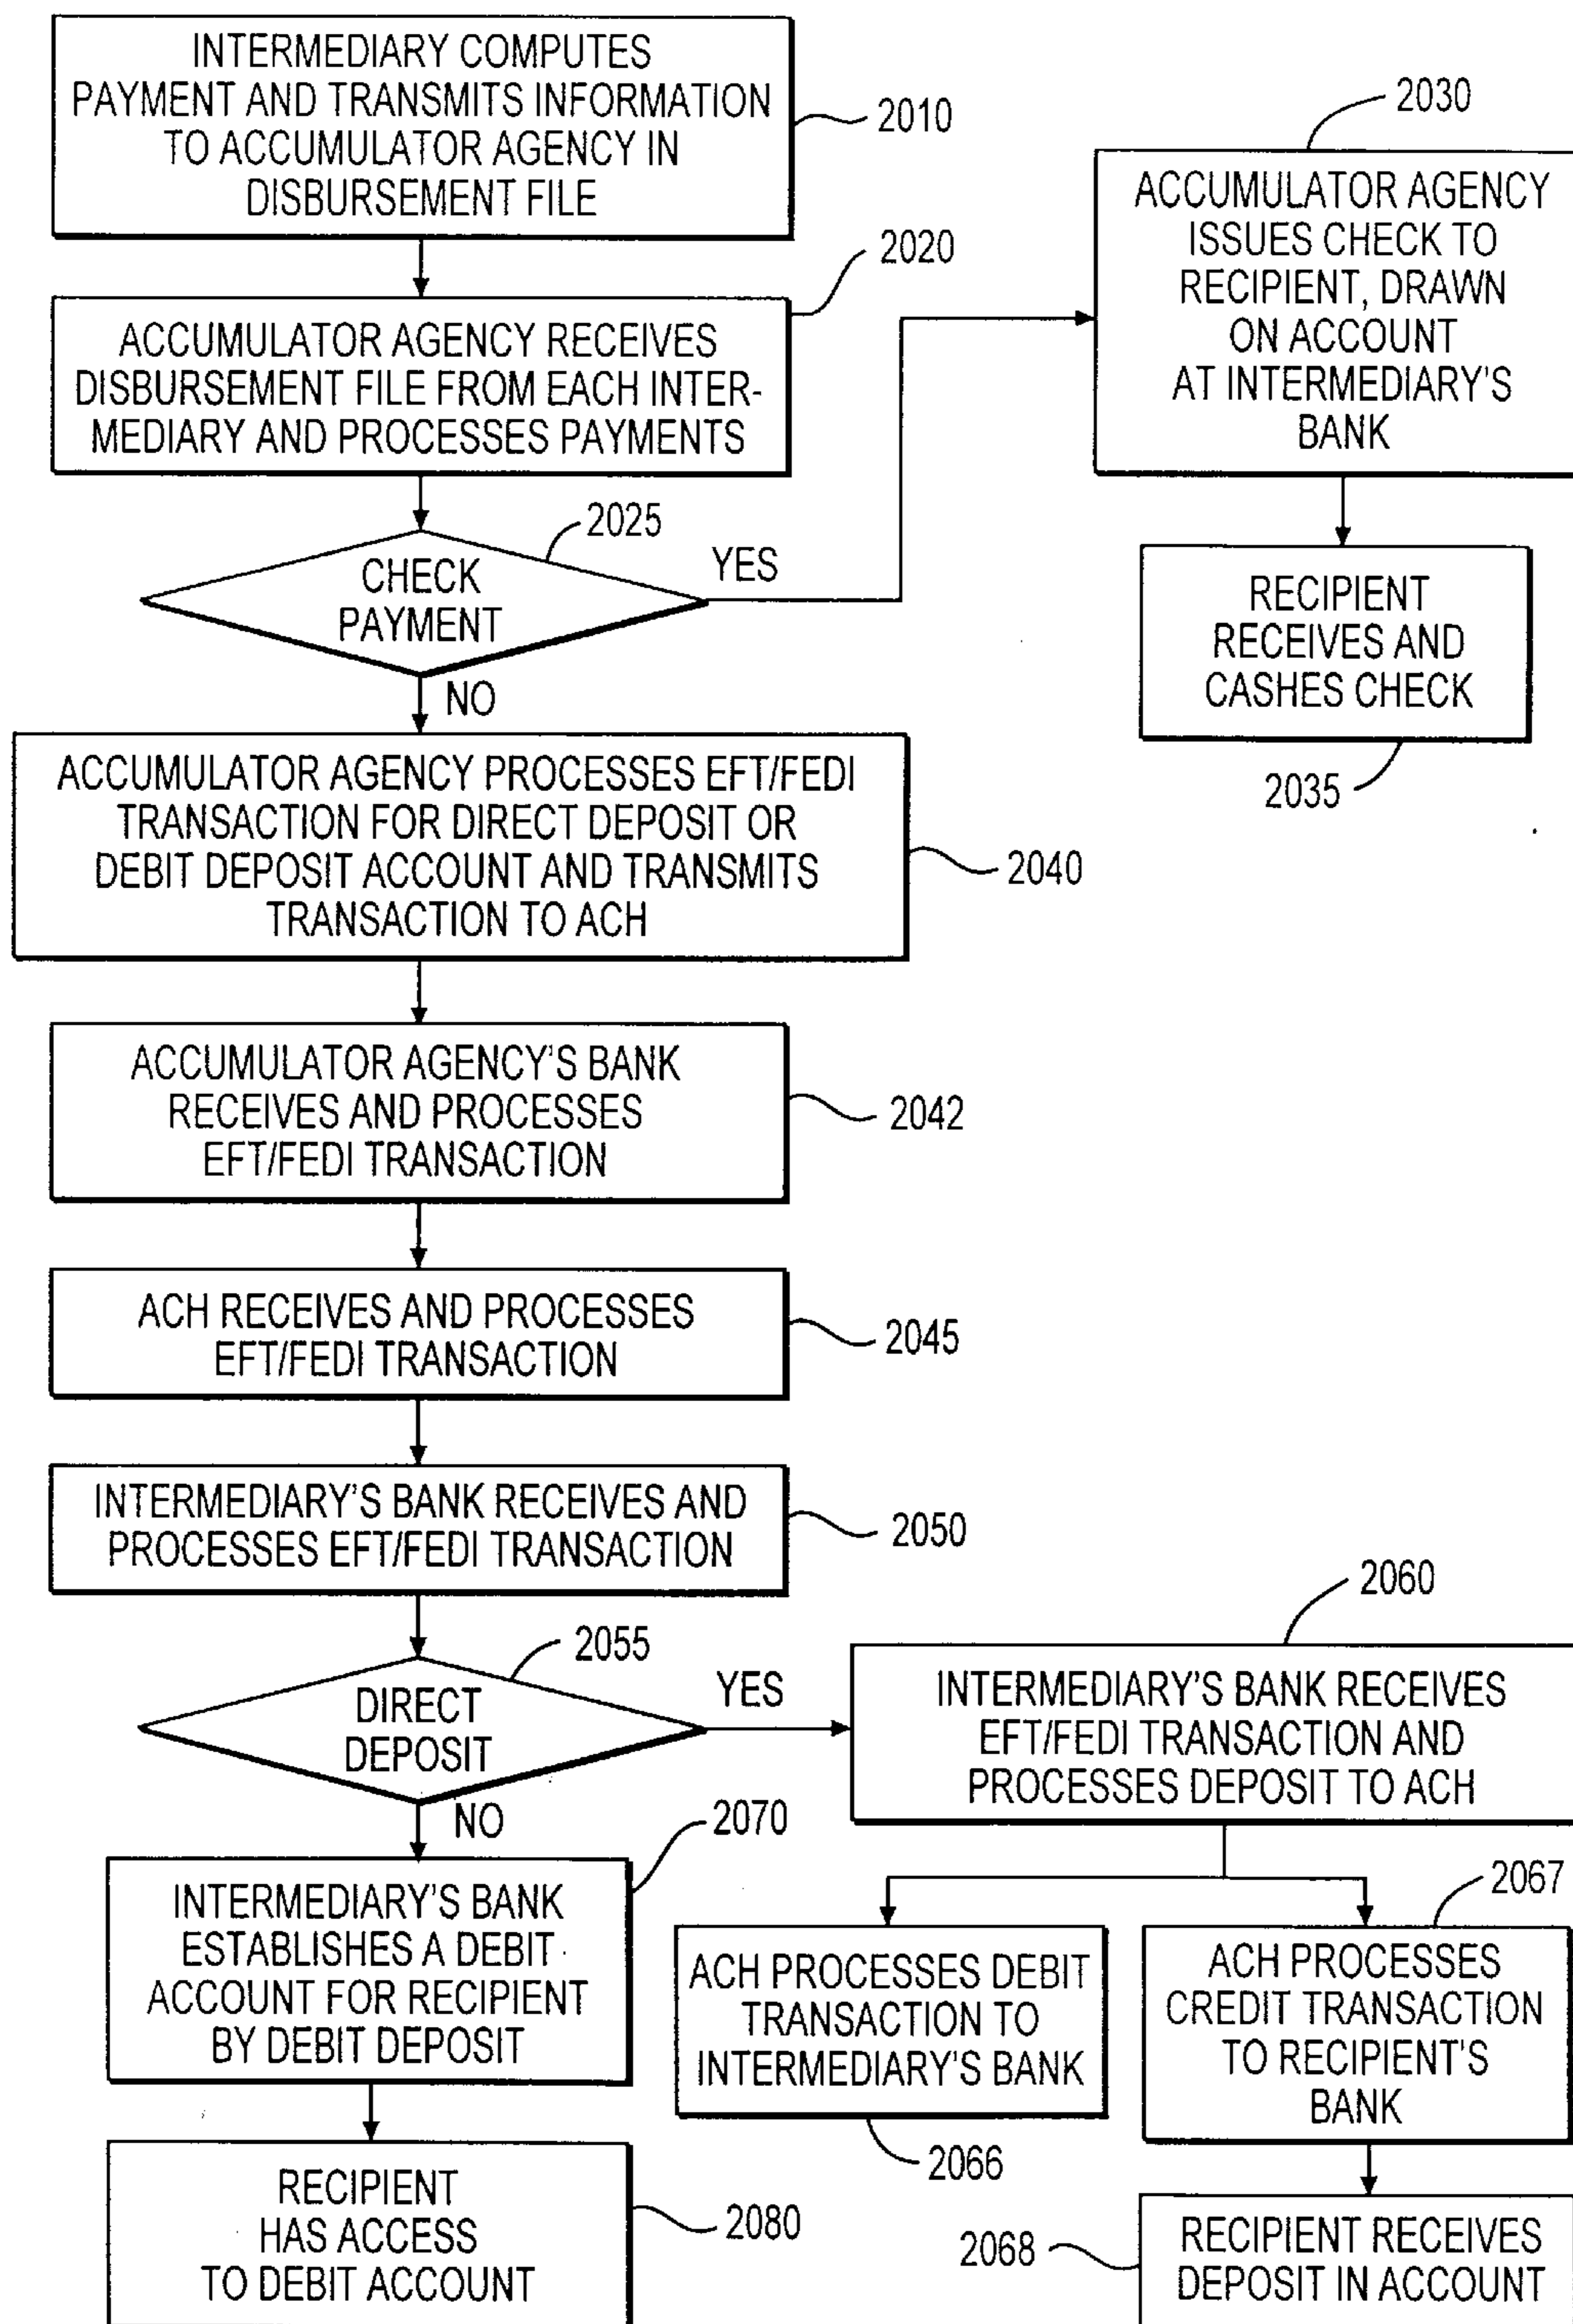 INTERMEDIARY COMPUTES
PAYMENT AND TRANSMITS INFORMATION
TO ACCUMULATOR AGENCY IN
DISBURSEMENT FILE
2010
2020
ACCUMULATOR AGENCY RECEIVES
DISBURSEMENT FILE FROM EACH INTER-
MEDIARY AND PROCESSES PAYMENTS
2025
CHECK
PAYMENT
YES
NO
2030
ACCUMULATOR AGENCY
ISSUES CHECK TO
RECIPIENT, DRAWN
ON ACCOUNT
AT INTERMEDIARY'S
BANK
RECIPIENT
RECEIVES AND
CASHES CHECK
2035
ACCUMULATOR AGENCY PROCESSES EFT/FEDI
TRANSACTION FOR DIRECT DEPOSIT OR
DEBIT DEPOSIT ACCOUNT AND TRANSMITS
TRANSACTION TO ACH
2040
ACCUMULATOR AGENCY'S BANK
RECEIVES AND PROCESSES
EFT/FEDI TRANSACTION
2042
ACH RECEIVES AND PROCESSES
EFT/FEDI TRANSACTION
2045
INTERMEDIARY'S BANK RECEIVES AND
PROCESSES EFT/FEDI TRANSACTION
2050
2055
DIRECT
DEPOSIT
YES
NO
2060
INTERMEDIARY'S BANK RECEIVES
EFT/FEDI TRANSACTION AND
PROCESSES DEPOSIT TO ACH
2070
INTERMEDIARY'S BANK
ESTABLISHES A DEBIT
ACCOUNT FOR RECIPIENT
BY DEBIT DEPOSIT
ACH PROCESSES DEBIT
TRANSACTION TO
INTERMEDIARY'S BANK
2066
2067
ACH PROCESSES
CREDIT TRANSACTION
TO RECIPIENT'S
BANK
RECIPIENT
HAS ACCESS
TO DEBIT ACCOUNT
2080
2068
RECIPIENT RECEIVES
DEPOSIT IN ACCOUNT